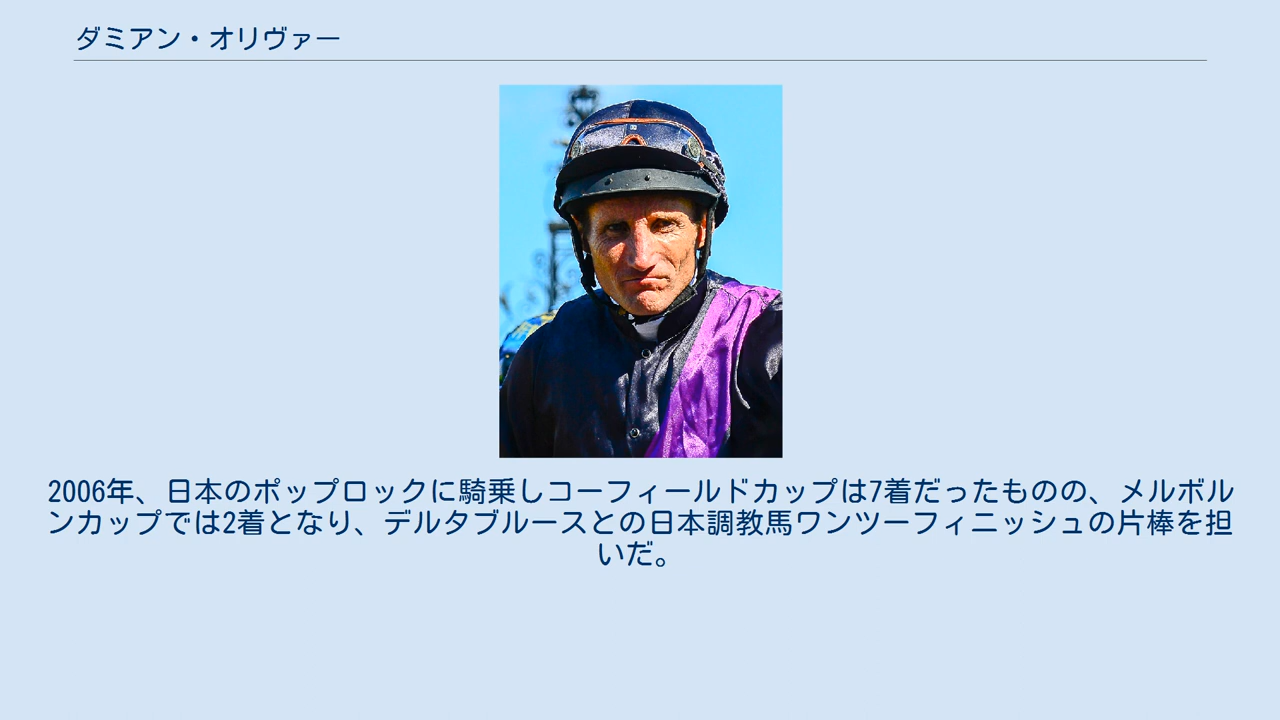 ダミアン・オリヴァー
2006年、日本のポップロックに騎乗しコーフィールドカップは7着だったものの、メルボル
ンカップでは2着となり、デルタブルースとの日本調教馬ワンツーフィニッシュの片棒を担
いだ。